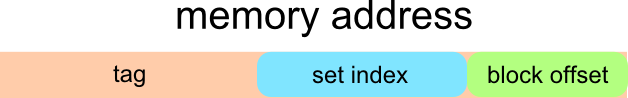 memory address
tag set index block offset